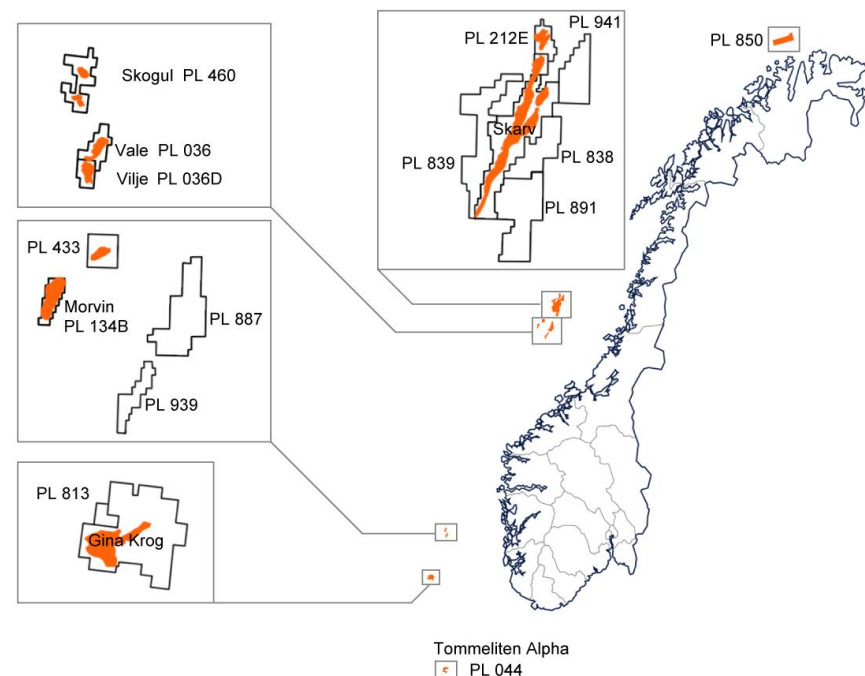 PL 941
PL 212E
PL 850
Skogul PL 460
Skarv
Vale PL 036
PL 839
PL 838
Vilje PL 036D
PL 891
PL 433
Morvin
PL 134B
PL 887
PL 939
PL 813
Gina Krog
Tommeliten Alpha
PL 044